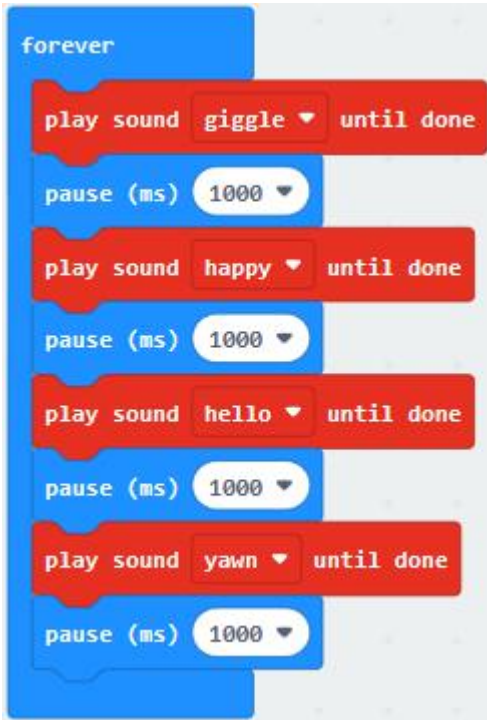 forever
play sound giggle until done
pause (ms) 1000
play sound happy until done
pause (ms) 1000
play sound hello until done
pause (ms) 1000
play sound yawn until done
pause (ms) 1000